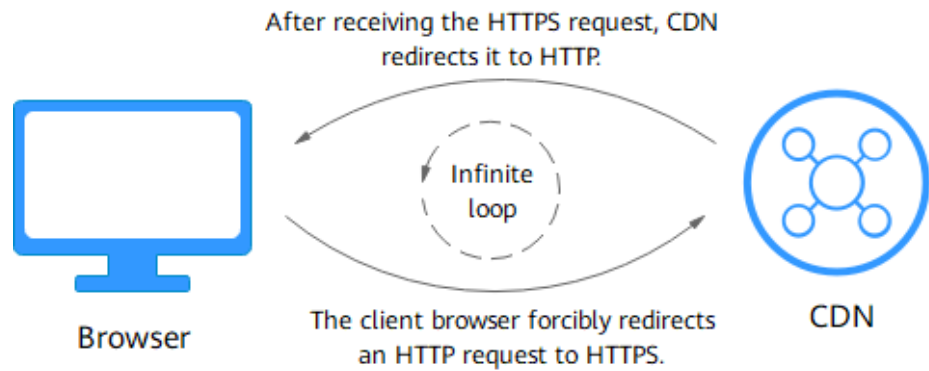 After receiving the HTTPS request, CDN
redirects it to HTTP.
Infinite
loop
Browser
CDN
The client browser forcibly redirects
an HTTP request to HTTPS.